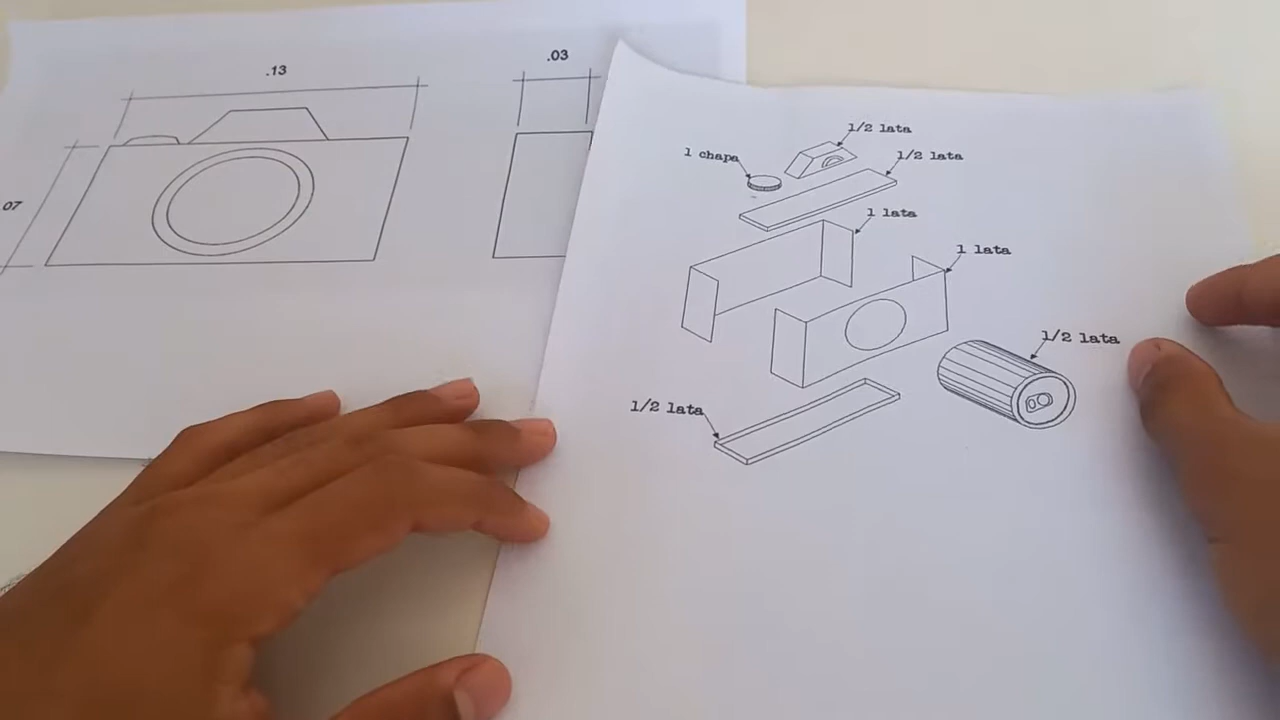 .13
.03
07
1/2 lata
1 chapa
1/2 lata
1 lata
1 lata
1/2 lata
1/2 lata